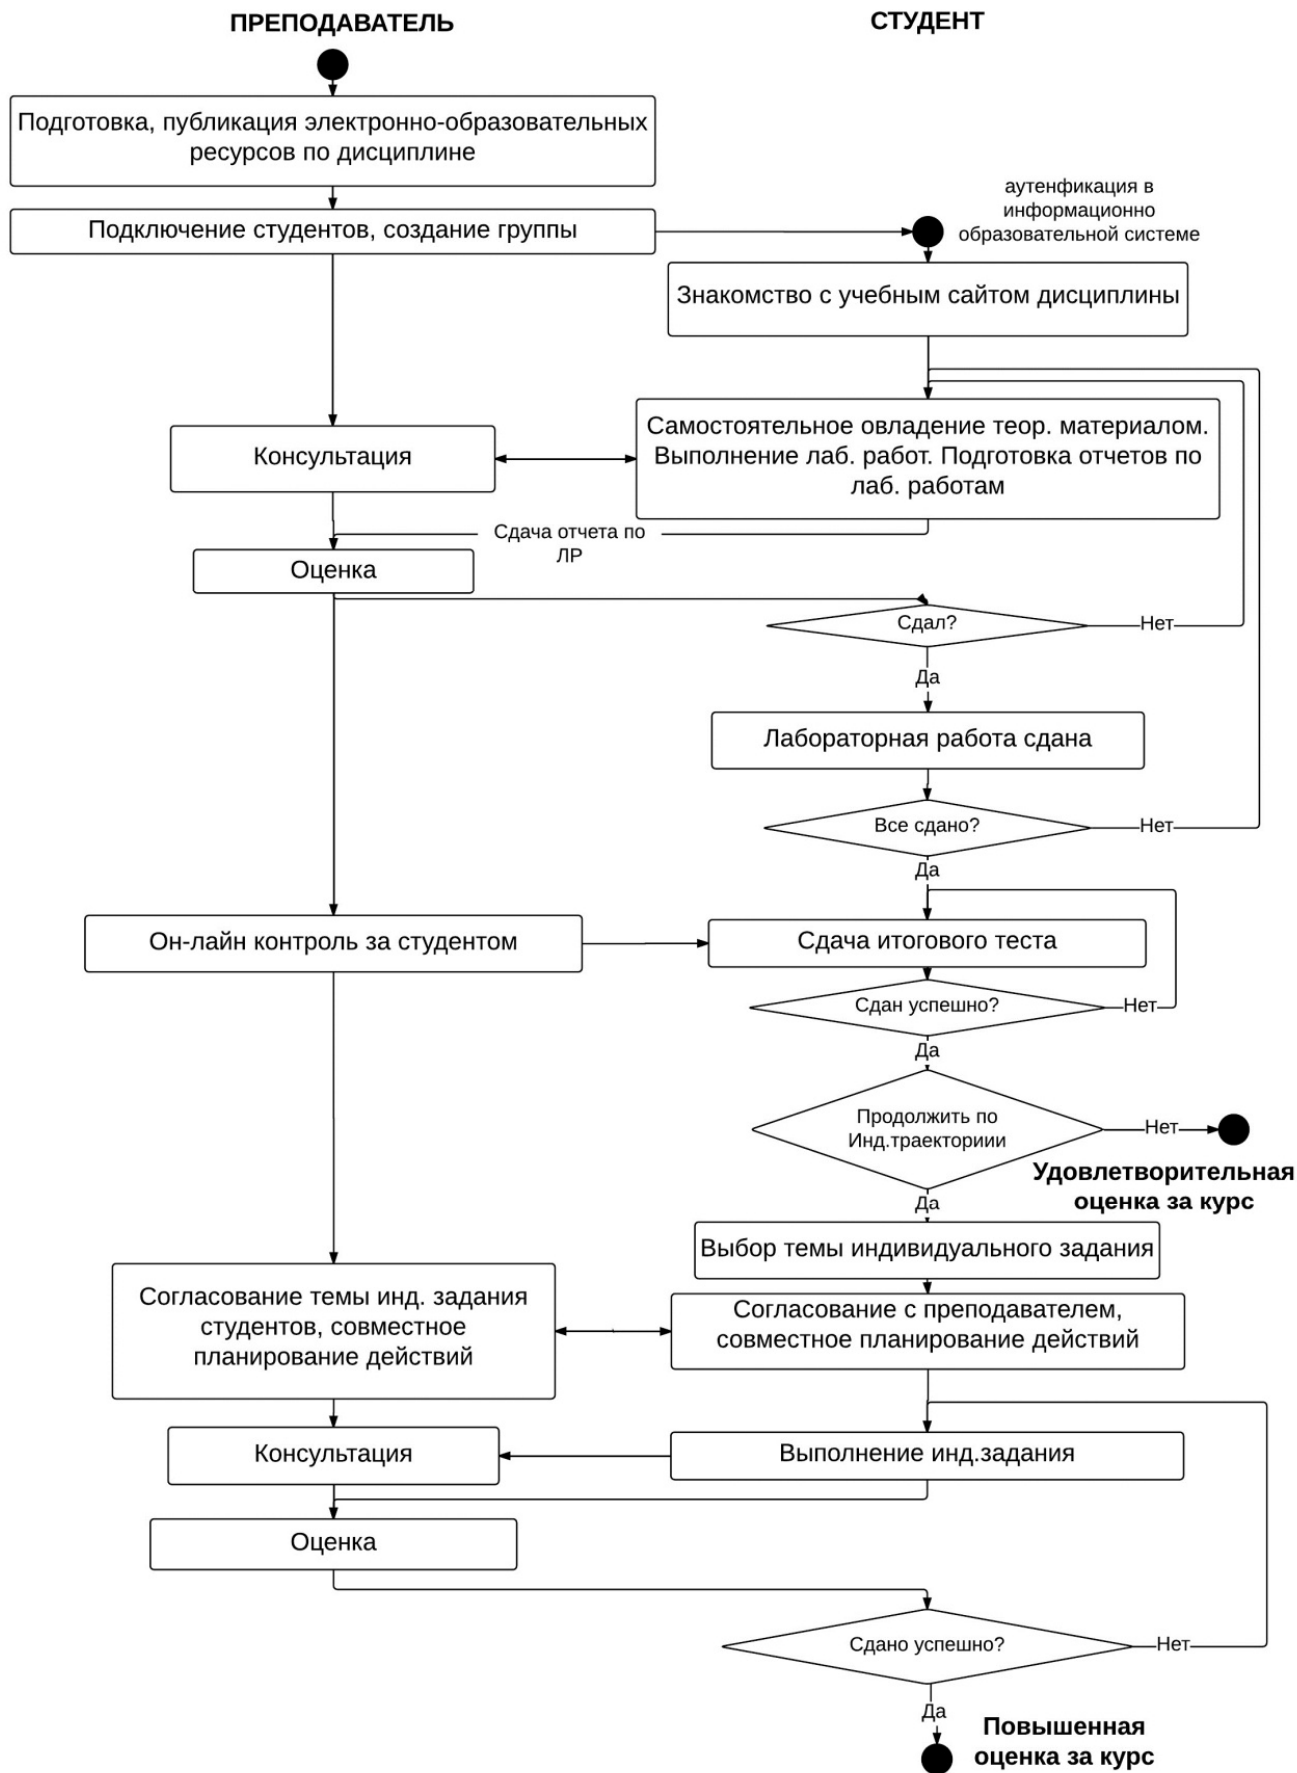 ПРЕПОДАВАТЕЛЬ
СТУДЕНТ
Подготовка, публикация электронно-образовательных
ресурсов по дисциплине
аутенфикация в
информационно
образовательной системе
Подключение студентов, создание группы
Знакомство с учебным сайтом дисциплины
Консультация
Самостоятельное овладение теор. материалом.
Выполнение лаб. работ. Подготовка отчетов по
лаб. работам
Сдача отчета по
ЛР
Оценка
Сдал?
Нет
Да
Лабораторная работа сдана
Все сдано?
Нет
Да
Он-лайн контроль за студентом
Сдача итогового теста
Сдан успешно?
Нет
Да
Продолжить по
Инд.траекториии
Нет
Удовлетворительная
оценка за курс
Да
Выбор темы индивидуального задания
Согласование темы инд. задания
студентов, совместное
планирование действий
Согласование с преподавателем,
совместное планирование действий
Консультация
Выполнение инд.задания
Оценка
Сдано успешно?
Нет
Да
Повышенная
оценка за курс